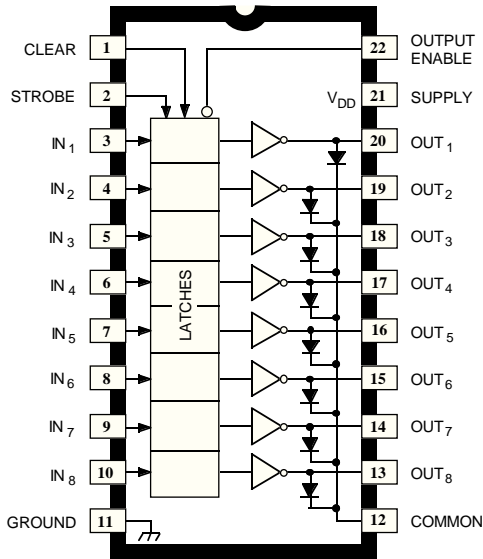 CLEAR 1 22 OUTPUT ENABLE
STROBE 2 VDD 21 SUPPLY
IN1 3 20 OUT1
IN2 4 19 OUT2
IN3 5 18 OUT3
IN4 6 17 OUT4
LATCHES
IN5 7 16 OUT5
IN6 8 15 OUT6
IN7 9 14 OUT7
IN8 10 13 OUT8
GROUND 11 12 COMMON